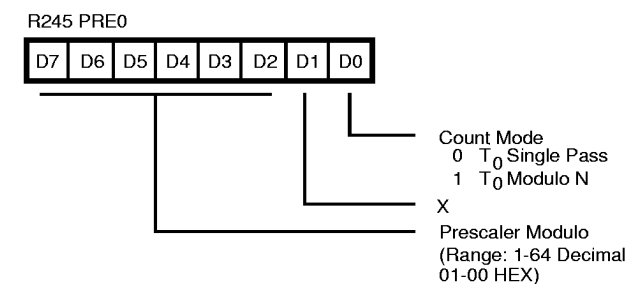 R245 PRE0
D7 D6 D5 D4 D3 D2 D1 D0
Count Mode
0 T0 Single Pass
1 T0 Modulo N
X
Prescaler Modulo
(Range: 1-64 Decimal
01-00 HEX)